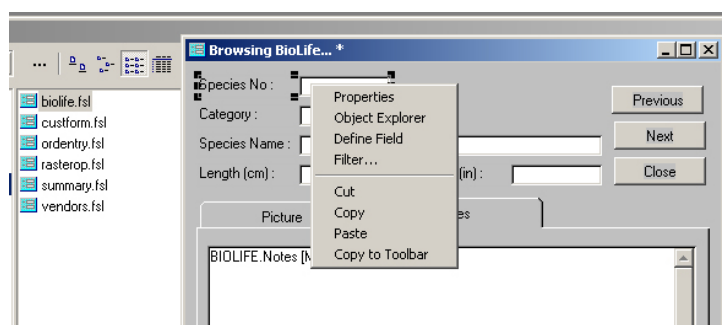 Browsing BioLife... *
biolife.fsl
custform.fsl
ordentry.fsl
rasterop.fsl
summary.fsl
vendors.fsl
Species No :
Category :
Species Name :
Length (cm) :
(in) :
Properties
Object Explorer
Define Field
Filter...
Cut
Copy
Paste
Copy to Toolbar
Previous
Next
Close
Picture
es
BIOLIFE.Notes [M